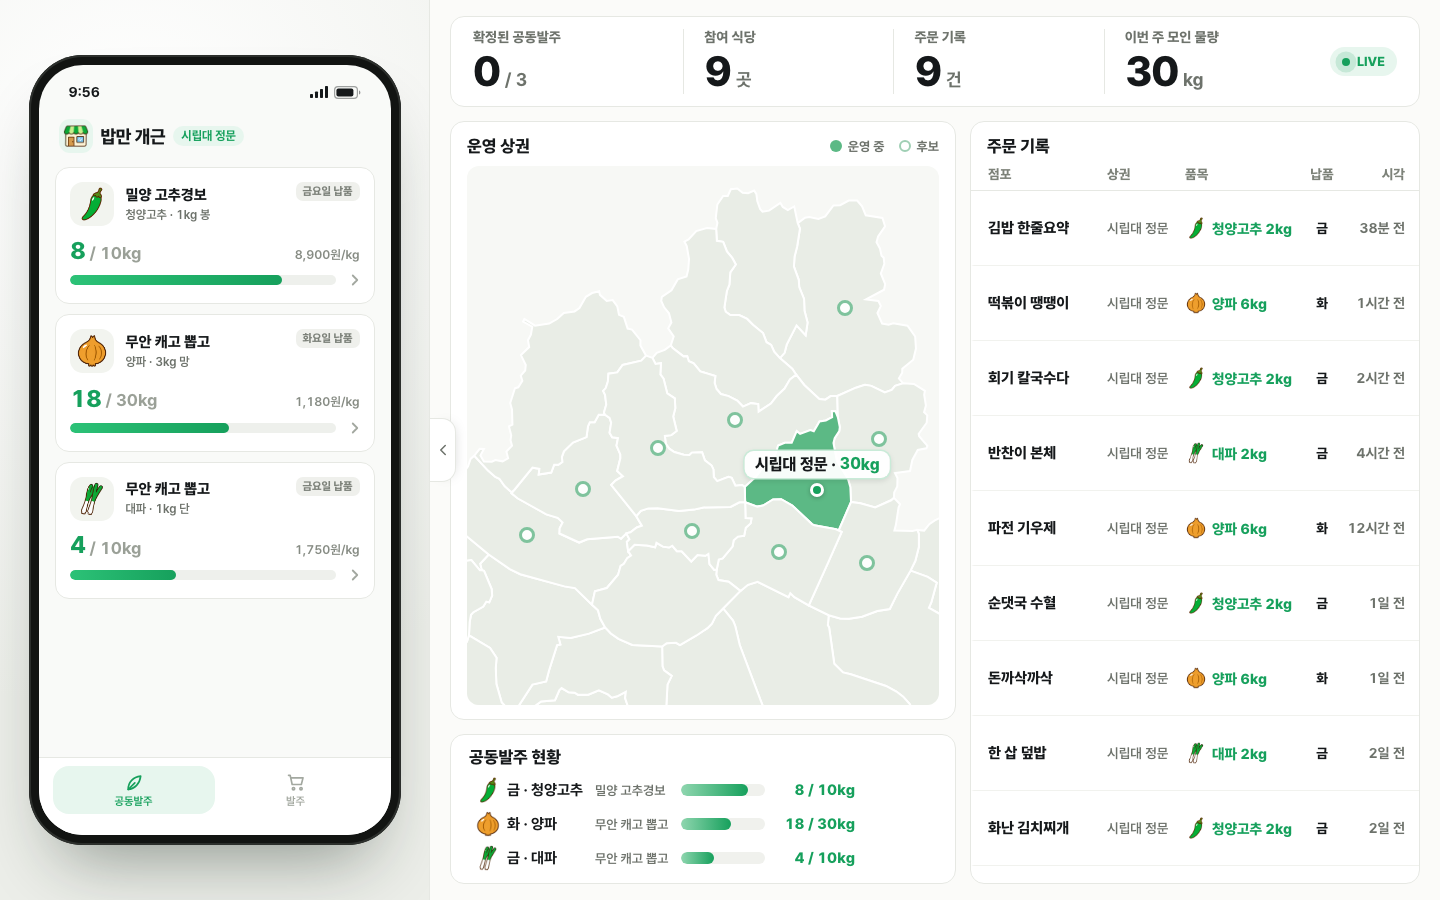 9:56
밥만 개근 시립대 정문
밀양 고추경보 금요일 납품
청양고추 · 1kg 봉
8 / 10kg 8,900원/kg
무안 캐고 뽑고 화요일 납품
양파 · 3kg 망
18 / 30kg 1,180원/kg
무안 캐고 뽑고 금요일 납품
대파 · 1kg 단
4 / 10kg 1,750원/kg
공동발주 발주
확정된 공동발주 참여 식당 주문 기록 이번 주 모인 물량
0 / 3 9 곳 9 건 30 kg LIVE
운영 상권 운영 중 후보
시립대 정문 · 30kg
공동발주 현황
금 · 청양고추 밀양 고추경보 8 / 10kg
화 · 양파 무안 캐고 뽑고 18 / 30kg
금 · 대파 무안 캐고 뽑고 4 / 10kg
주문 기록
점포 상권 품목 납품 시각
김밥 한줄요약 시립대 정문 청양고추 2kg 금 38분 전
떡볶이 땡땡이 시립대 정문 양파 6kg 화 1시간 전
회기 칼국수다 시립대 정문 청양고추 2kg 금 2시간 전
반찬이 본체 시립대 정문 대파 2kg 금 4시간 전
파전 기우제 시립대 정문 양파 6kg 화 12시간 전
순댓국 수혈 시립대 정문 청양고추 2kg 금 1일 전
돈까삭까삭 시립대 정문 양파 6kg 화 1일 전
한 삽 덮밥 시립대 정문 대파 2kg 금 2일 전
화난 김치찌개 시립대 정문 청양고추 2kg 금 2일 전